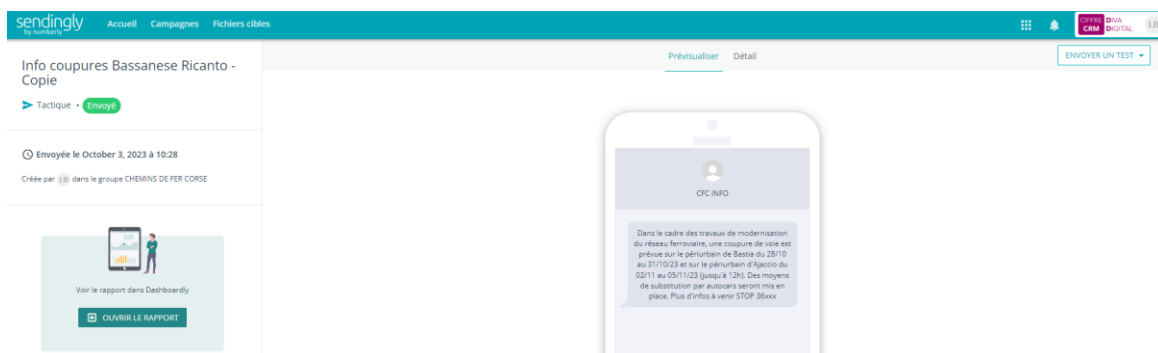 sendingly
by numberly
Accueil Campagnes Fichiers cibles
OFFRE DIVA
CRM DIGITAL
LB
Info coupures Bassanese Ricanto -
Copie
Tactique • Envoyé
Envoyée le October 3, 2023 à 10:28
Créée par LB dans le groupe CHEMINS DE FER CORSE
Voir le rapport dans Dashboardly
OUVRIR LE RAPPORT
Prévisualiser Détail
ENVOYER UN TEST
CFC INFO
Dans le cadre des travaux de modernisation
du réseau ferroviaire, une coupure de voie est
prévue sur le périurbain de Bastia du 28/10
au 31/10/23 et sur le périurbain d'Ajaccio du
02/11 au 05/11/23 (jusqu'à 12h). Des moyens
de substitution par autocars seront mis en
place. Plus d'infos à venir STOP 36xxx